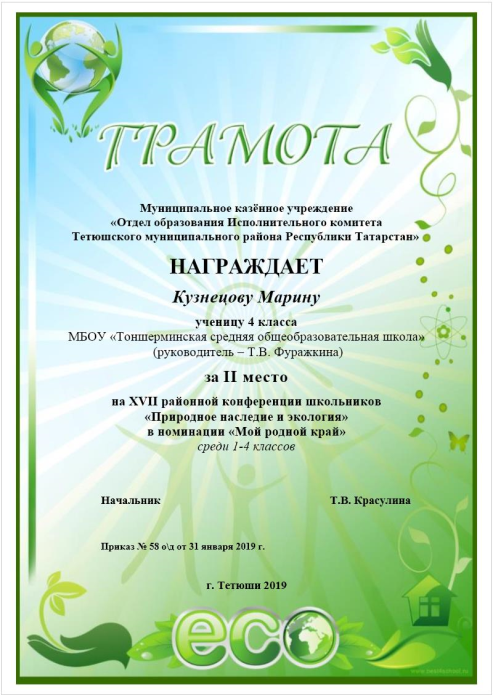 ГРАМОТА
Муниципальное казённое учреждение
«Отдел образования Исполнительного комитета
Тетюшского муниципального района Республики Татарстан»
НАГРАЖДАЕТ
Кузнецову Марину
ученицу 4 класса
МБОУ «Тоншерминская средняя общеобразовательная школа»
(руководитель – Т.В. Фуражкина)
за II место
на XVII районной конференции школьников
«Природное наследие и экология»
в номинации «Мой родной край»
среди 1-4 классов
Начальник Т.В. Красулина
Приказ № 58 о\д от 31 января 2019 г.
г. Тетюши 2019
eco